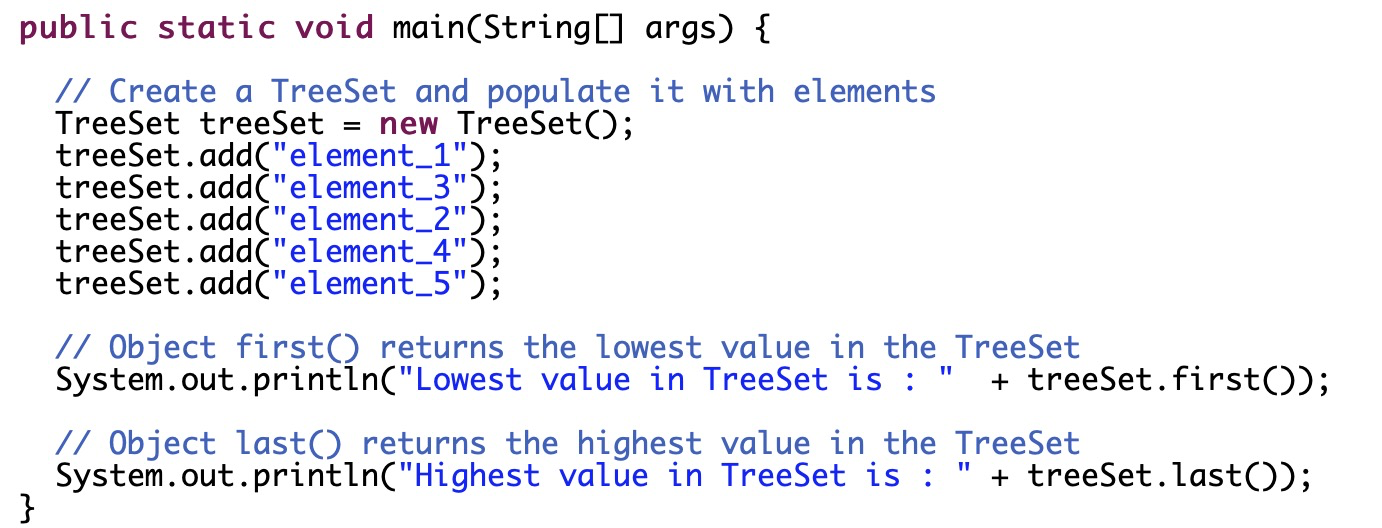 public static void main(String[] args) {
// Create a TreeSet and populate it with elements
TreeSet treeSet = new TreeSet();
treeSet.add("element_1");
treeSet.add("element_3");
treeSet.add("element_2");
treeSet.add("element_4");
treeSet.add("element_5");
// Object first() returns the lowest value in the TreeSet
System.out.println("Lowest value in TreeSet is : "  + treeSet.first());
// Object last() returns the highest value in the TreeSet
System.out.println("Highest value in TreeSet is : " + treeSet.last());
}